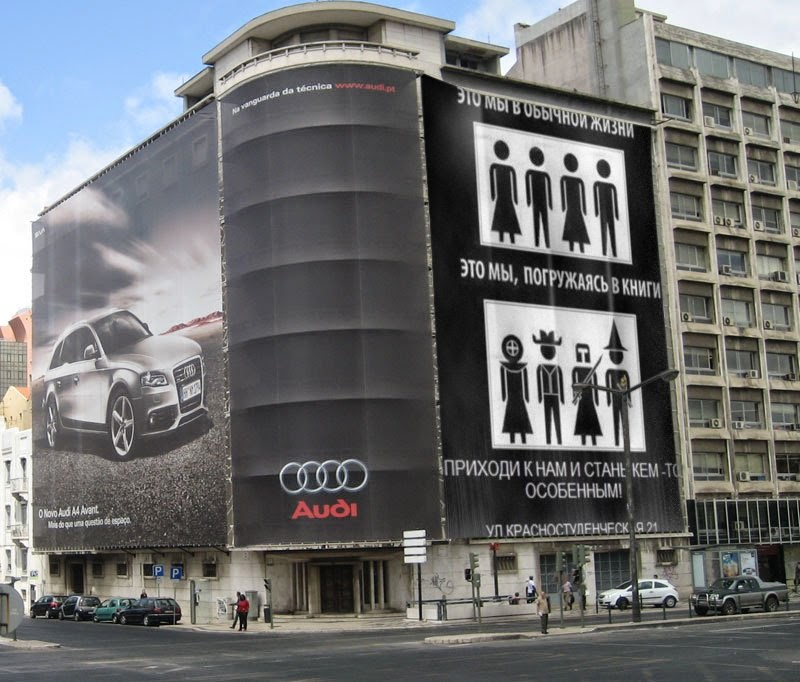 Na vanguarda da técnica www.audi.pt
Audi
O Novo Audi A4 Avant.
Mais do que uma questão de espaço.
ЭТО МЫ В ОБЫЧНОЙ ЖИЗНИ
ЭТО МЫ, ПОГРУЖАЯСЬ В КНИГИ
ПРИХОДИ К НАМ И СТАНЬ КЕМ -ТО
ОСОБЕННЫМ!
УЛ КРАСНОСТУДЕНЧЕСКАЯ 21
P
P